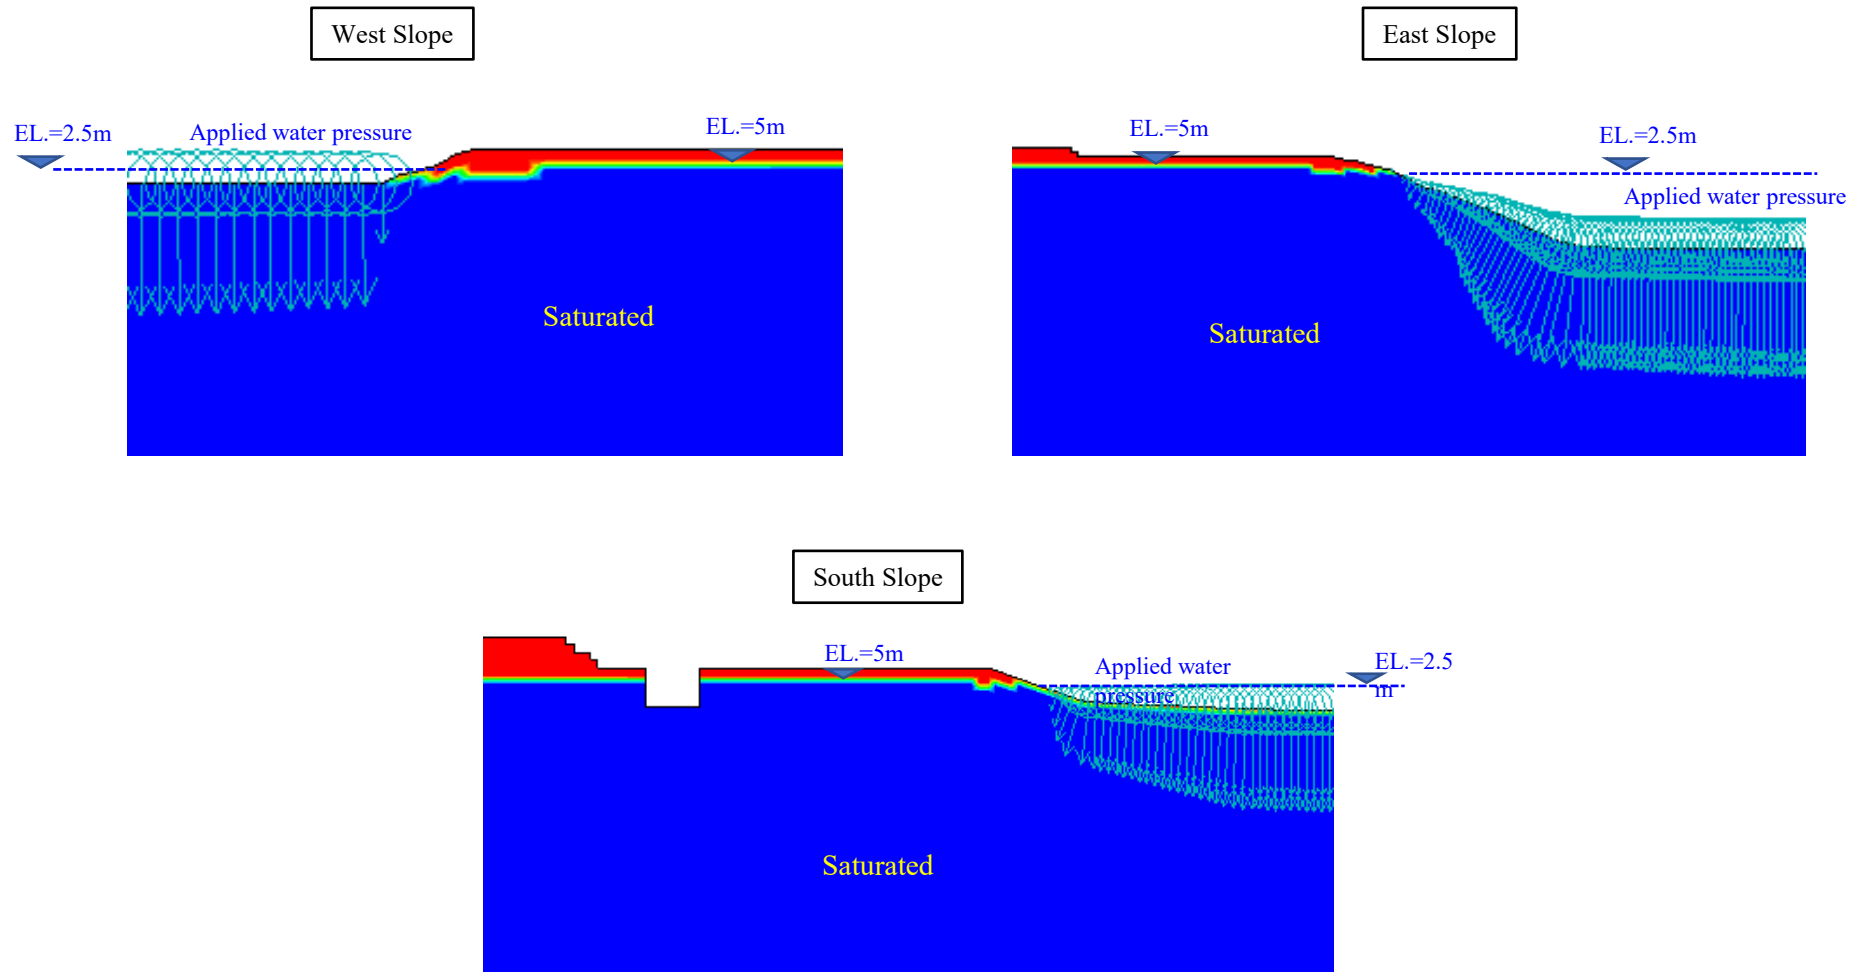 West Slope
East Slope
EL.=2.5m
Applied water pressure
EL.=5m
EL.=5m
EL.=2.5m
Applied water pressure
Saturated
Saturated
South Slope
EL.=5m
Applied water
pressure
EL.=2.5
m
Saturated